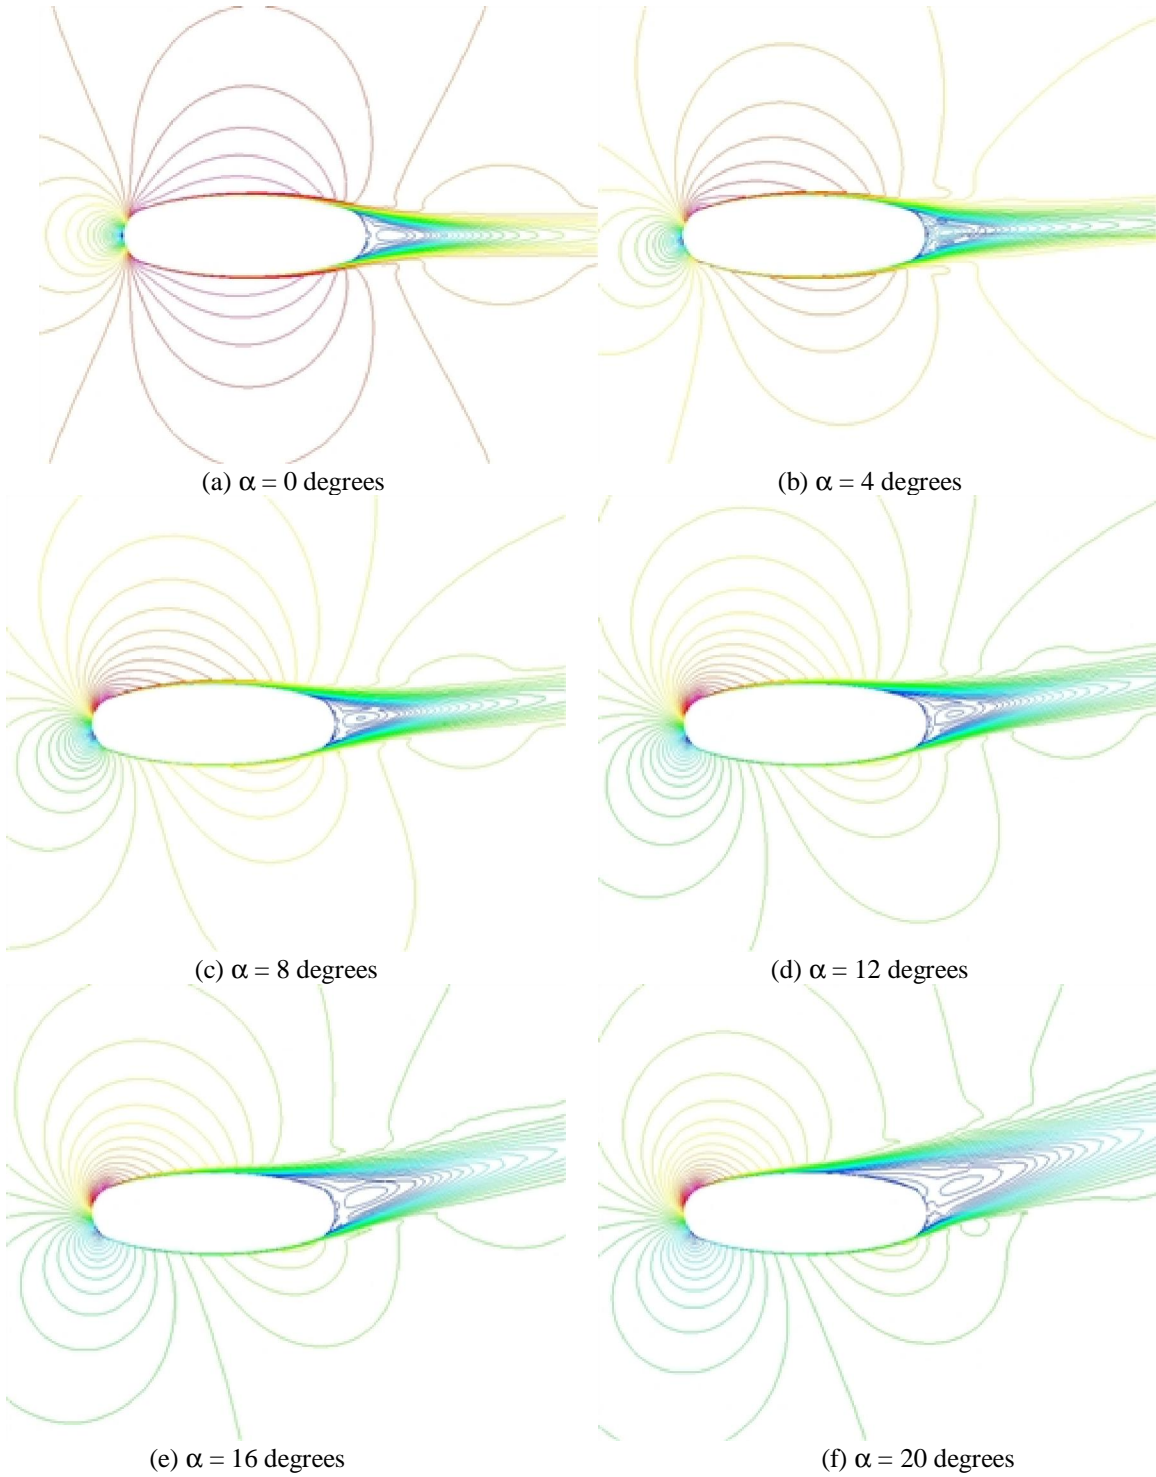 (a) α = 0 degrees
(b) α = 4 degrees
(c) α = 8 degrees
(d) α = 12 degrees
(e) α = 16 degrees
(f) α = 20 degrees